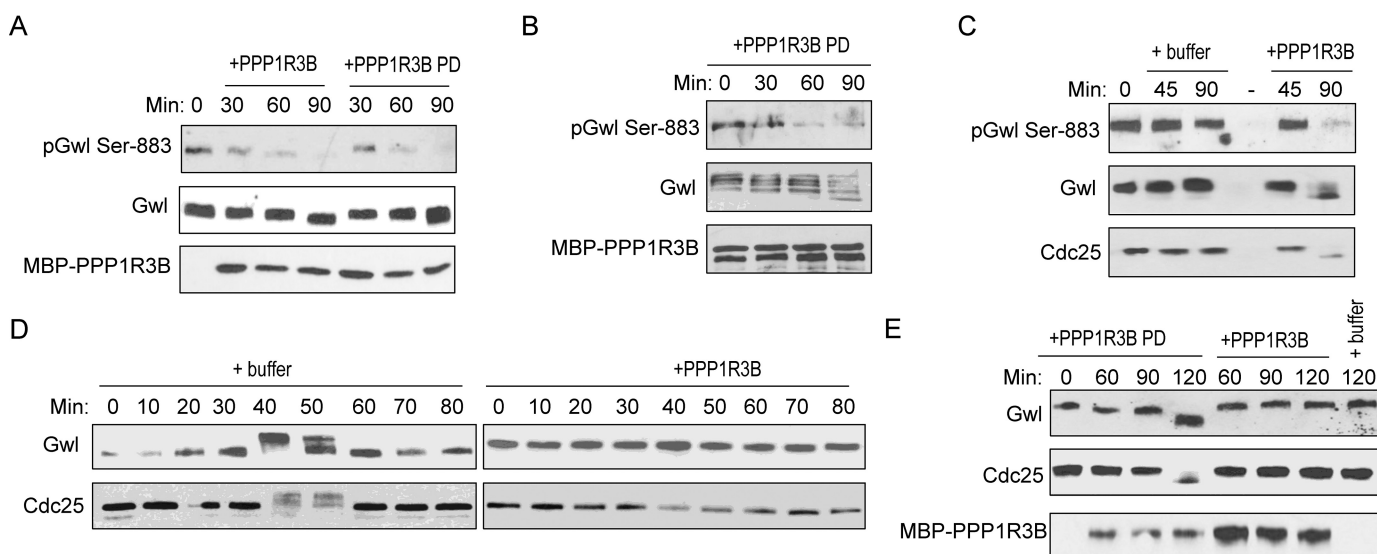 A
+PPP1R3B +PPP1R3B PD
Min: 0 30 60 90 30 60 90
pGwl Ser-883
Gwl
MBP-PPP1R3B
B
+PPP1R3B PD
Min: 0 30 60 90
pGwl Ser-883
Gwl
MBP-PPP1R3B
C
+ buffer +PPP1R3B
Min: 0 45 90 - 45 90
pGwl Ser-883
Gwl
Cdc25
D
+ buffer +PPP1R3B
Min: 0 10 20 30 40 50 60 70 80 0 10 20 30 40 50 60 70 80
Gwl
Cdc25
E
+PPP1R3B PD +PPP1R3B + buffer
Min: 0 60 90 120 60 90 120 120
Gwl
Cdc25
MBP-PPP1R3B